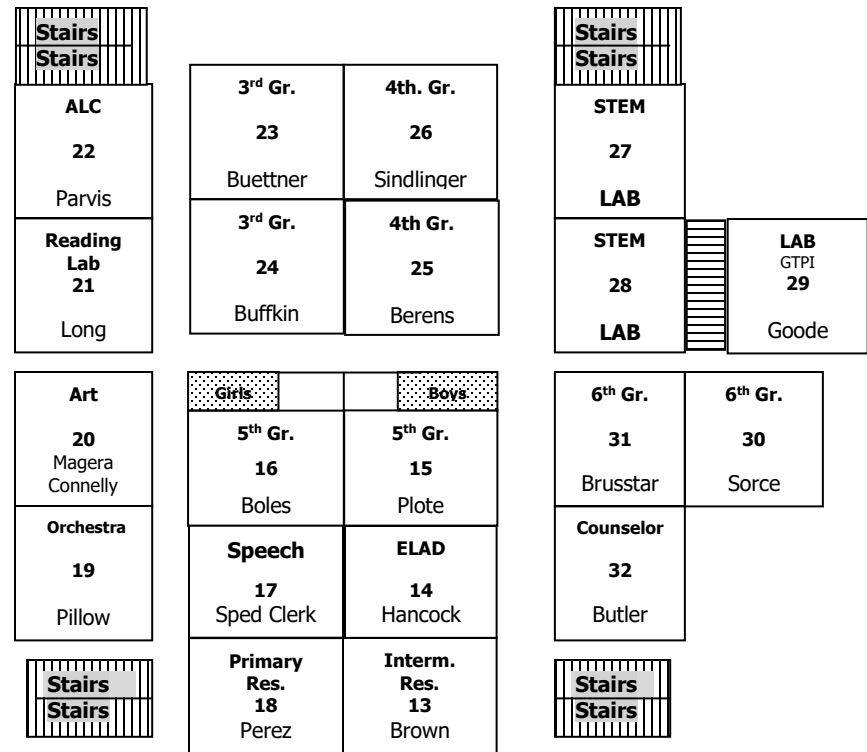 Stairs
Stairs
Stairs
Stairs
ALC
22
Parvis
3rd Gr.
23
Buettner
4th. Gr.
26
Sindlinger
STEM
27
LAB
Reading
Lab
21
Long
3rd Gr.
24
Buffkin
4th Gr.
25
Berens
STEM
28
LAB
LAB
GTPI
29
Goode
Art
20
Magera
Connelly
Girls
Boys
5th Gr.
16
Boles
5th Gr.
15
Plote
6th Gr.
31
Brusstar
6th Gr.
30
Sorce
Orchestra
19
Pillow
Speech
17
Sped Clerk
ELAD
14
Hancock
Counselor
32
Butler
Stairs
Stairs
Primary
Res.
18
Perez
Interm.
Res.
13
Brown
Stairs
Stairs